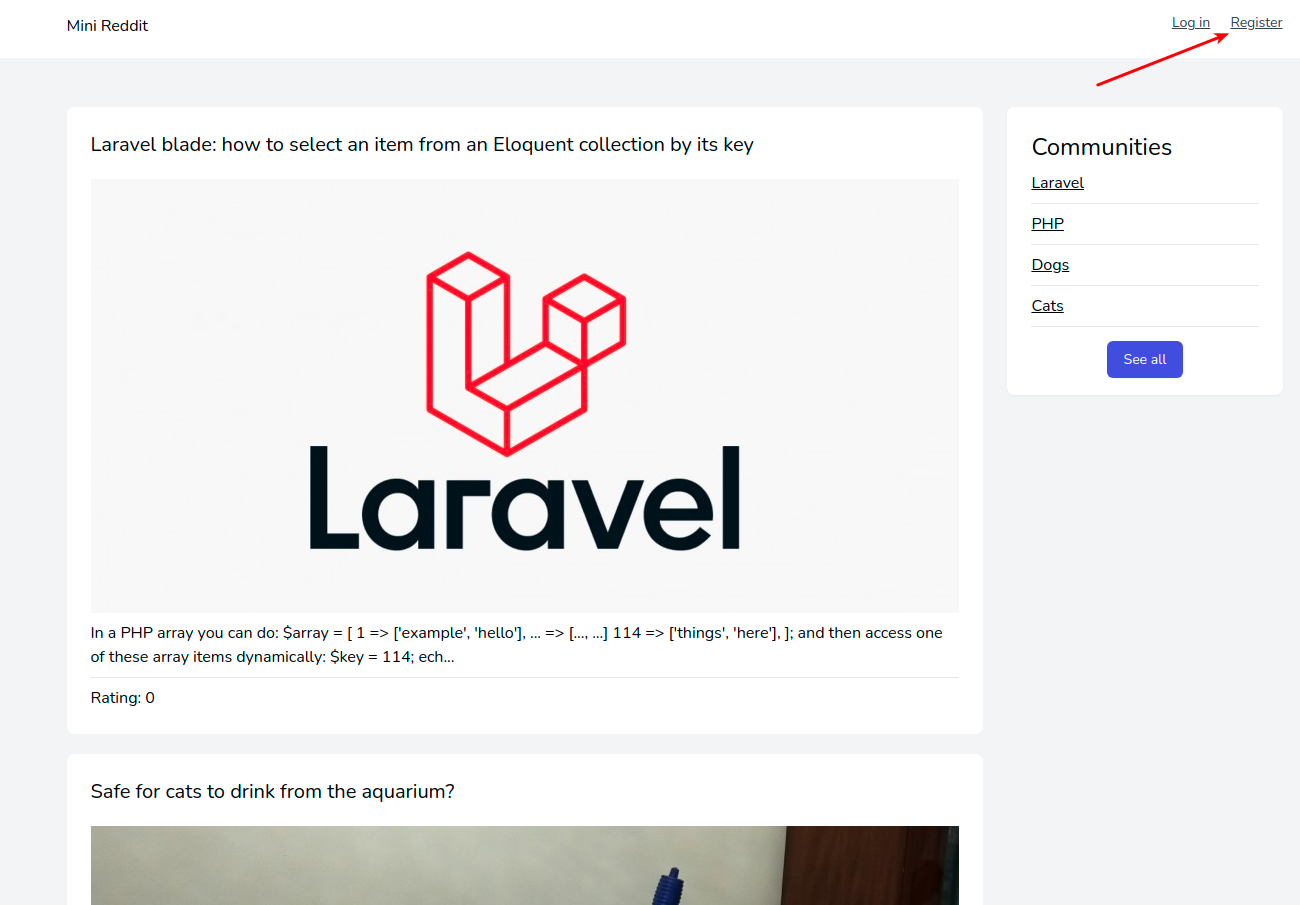 Mini Reddit
Log in
Register
Laravel blade: how to select an item from an Eloquent collection by its key
Laravel
In a PHP array you can do: $array = [ 1 => ['example', 'hello'], ... => [..., ...] 114 => ['things', 'here'], ]; and then access one
of these array items dynamically: $key = 114; ech...
Rating: 0
Safe for cats to drink from the aquarium?
Communities
Laravel
PHP
Dogs
Cats
See all